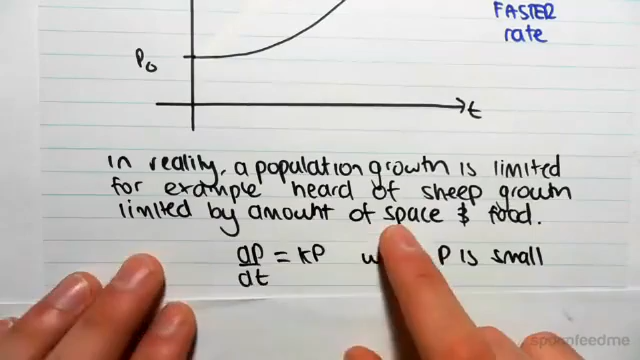 FASTER
rate
P₀
t
In reality, a population growth is limited
for example heard of sheep growth
limited by amount of space & food.
dP/dt = kP P is small
spoonfeedme